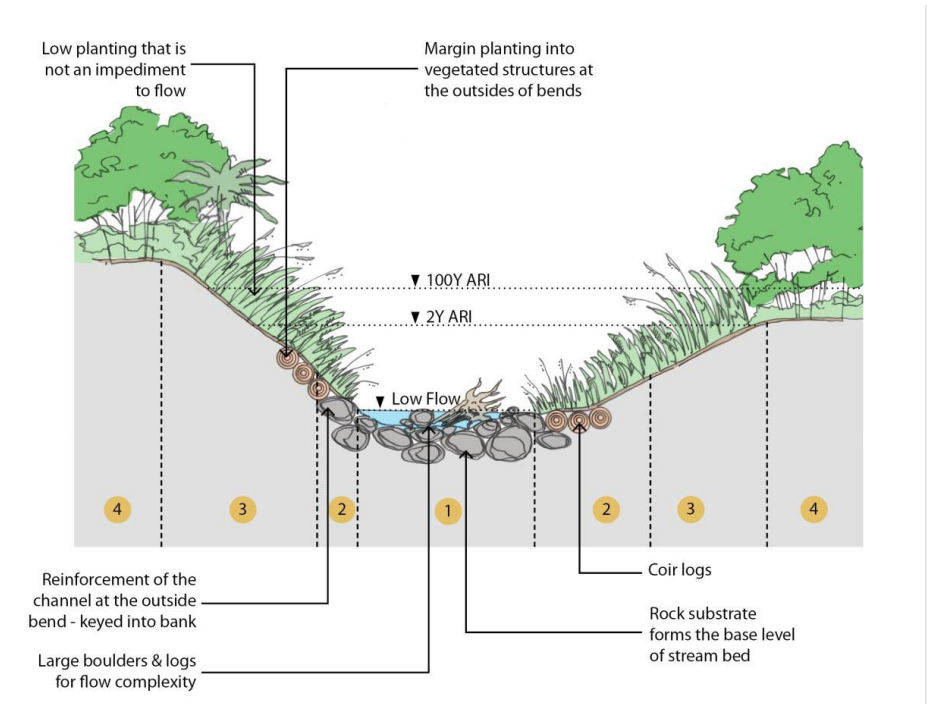 Low planting that is
not an impediment
to flow
Margin planting into
vegetated structures at
the outsides of bends
100Y ARI
2Y ARI
Low Flow
4
3
2
1
2
3
4
Reinforcement of the
channel at the outside
bend - keyed into bank
Large boulders & logs
for flow complexity
Coir logs
Rock substrate
forms the base level
of stream bed